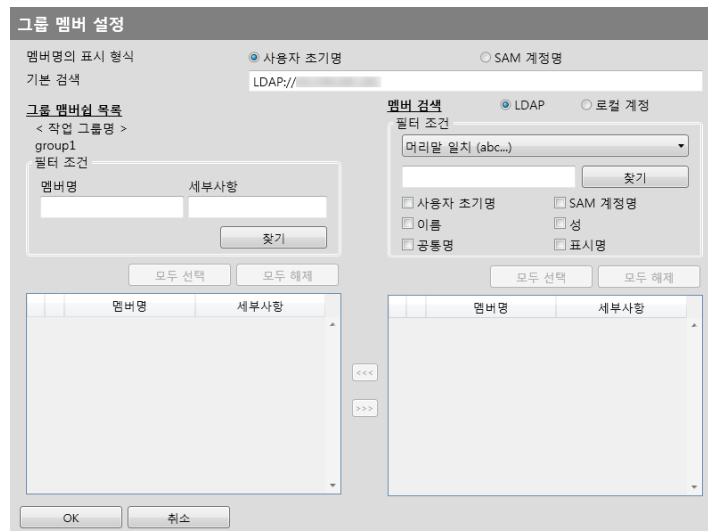 그룹 멤버 설정
멤버명의 표시 형식
사용자 초기명
SAM 계정명
기본 검색
LDAP://
그룹 맴버쉽 목록
< 작업 그룹명 >
group1
필터 조건
멤버명
세부사항
찾기
모두 선택
모두 해제
멤버명
세부사항
<<<
>>>
멤버 검색
LDAP
로컬 계정
필터 조건
머리말 일치 (abc...)
찾기
사용자 초기명
SAM 계정명
이름
성
공통명
표시명
모두 선택
모두 해제
멤버명
세부사항
OK
취소